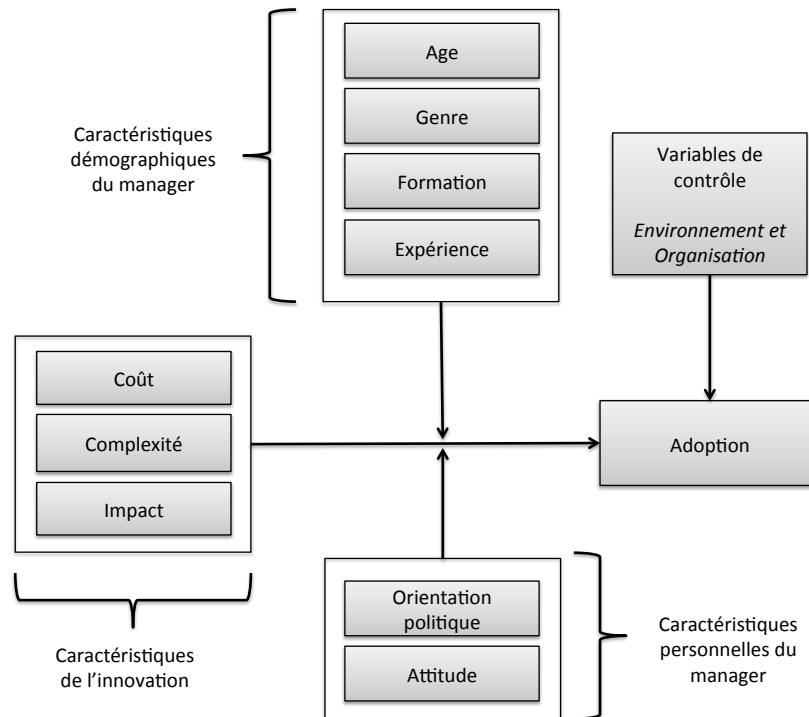 Age
Genre
Formation
Expérience
Caractéristiques
démographiques
du manager
Variables de
contrôle
Environnement et
Organisation
Coût
Complexité
Impact
Adoption
Caractéristiques
de l’innovation
Orientation
politique
Attitude
Caractéristiques
personnelles du
manager